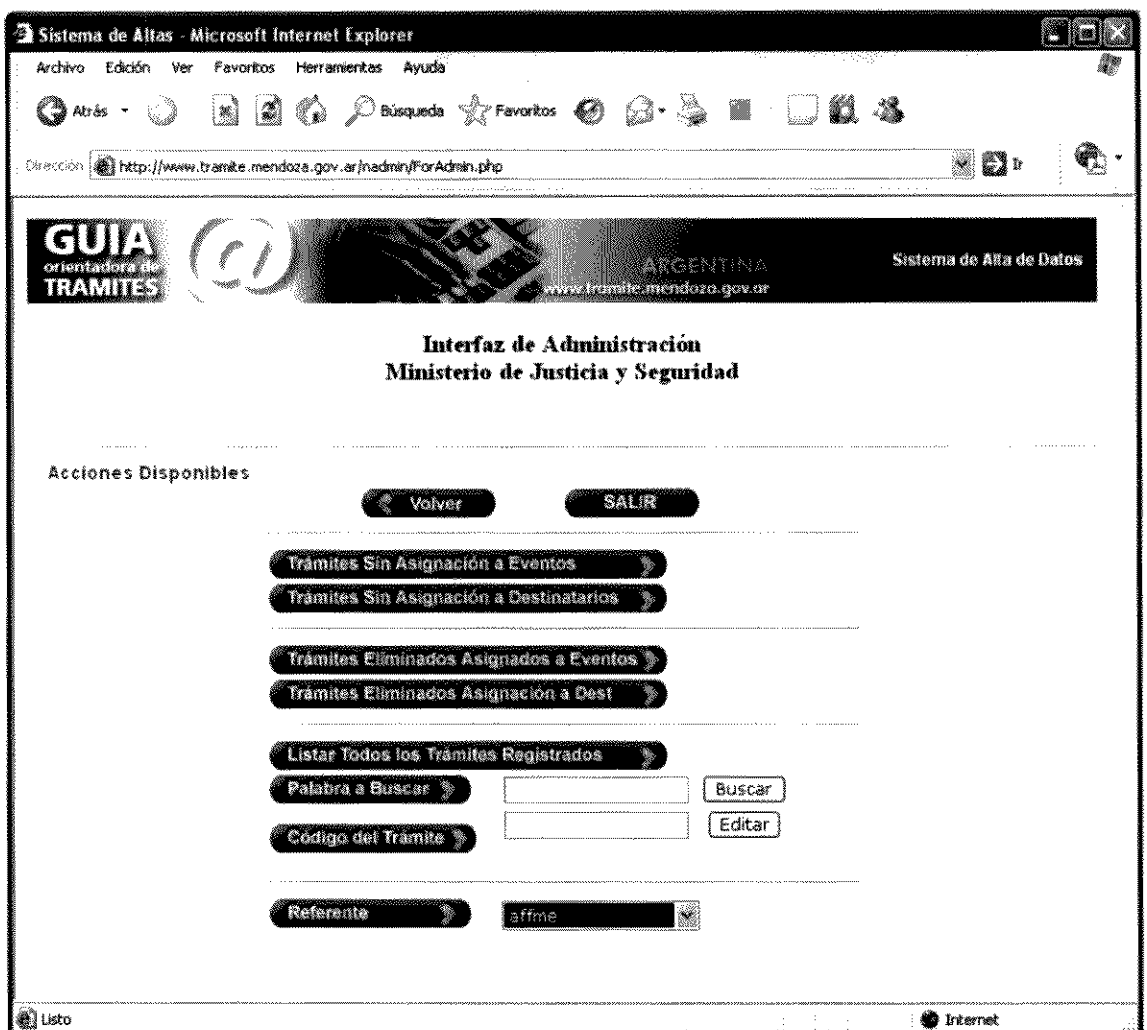 Sistema de Altas - Microsoft Internet Explorer
Archivo Edición Ver Favoritos Herramientas Ayuda
Atrás Búsqueda Favoritos
Dirección http://www.tramite.mendoza.gov.ar/nadmin/ForAdmin.php Ir
GUIA
orientadora de
TRAMITES
@
ARGENTINA
www.tramite.mendoza.gov.ar
Sistema de Alta de Datos
Interfaz de Administración
Ministerio de Justicia y Seguridad
Acciones Disponibles
Volver SALIR
Trámites Sin Asignación a Eventos
Trámites Sin Asignación a Destinatarios
Trámites Eliminados Asignados a Eventos
Trámites Eliminados Asignación a Dest
Listar Todos los Trámites Registrados
Palabra a Buscar Buscar
Código del Trámite Editar
Referente affme
Listo Internet